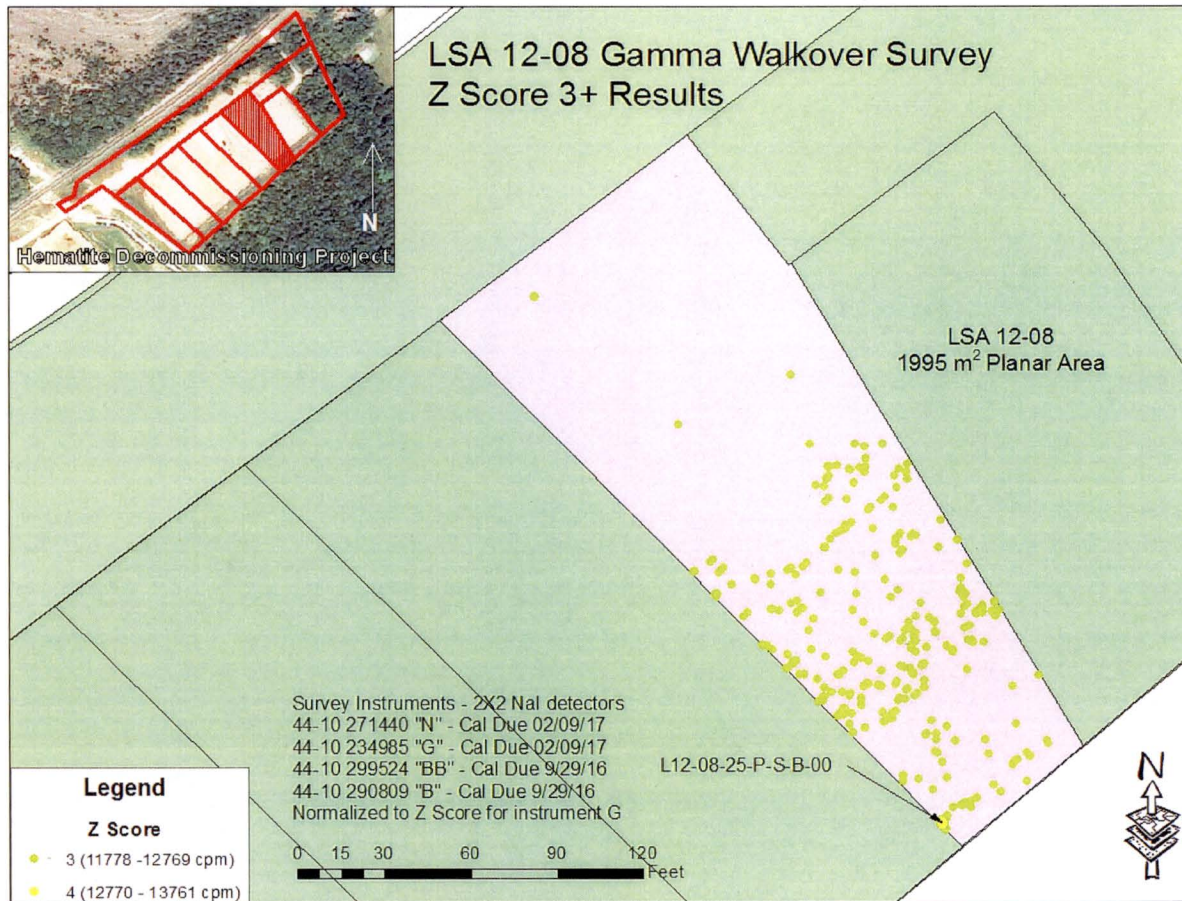 LSA 12-08 Gamma Walkover Survey
Z Score 3+ Results
N
Hematite Decommissioning Project
LSA 12-08
1995 m² Planar Area
Survey Instruments - 2X2 NaI detectors
44-10 271440 "N" - Cal Due 02/09/17
44-10 234985 "G" - Cal Due 02/09/17
44-10 299524 "BB" - Cal Due 9/29/16
44-10 290809 "B" - Cal Due 9/29/16
Normalized to Z Score for instrument G
L12-08-25-P-S-B-00
0 15 30 60 90 120
Feet
Legend
Z Score
3 (11778 -12769 cpm)
4 (12770 - 13761 cpm)
N